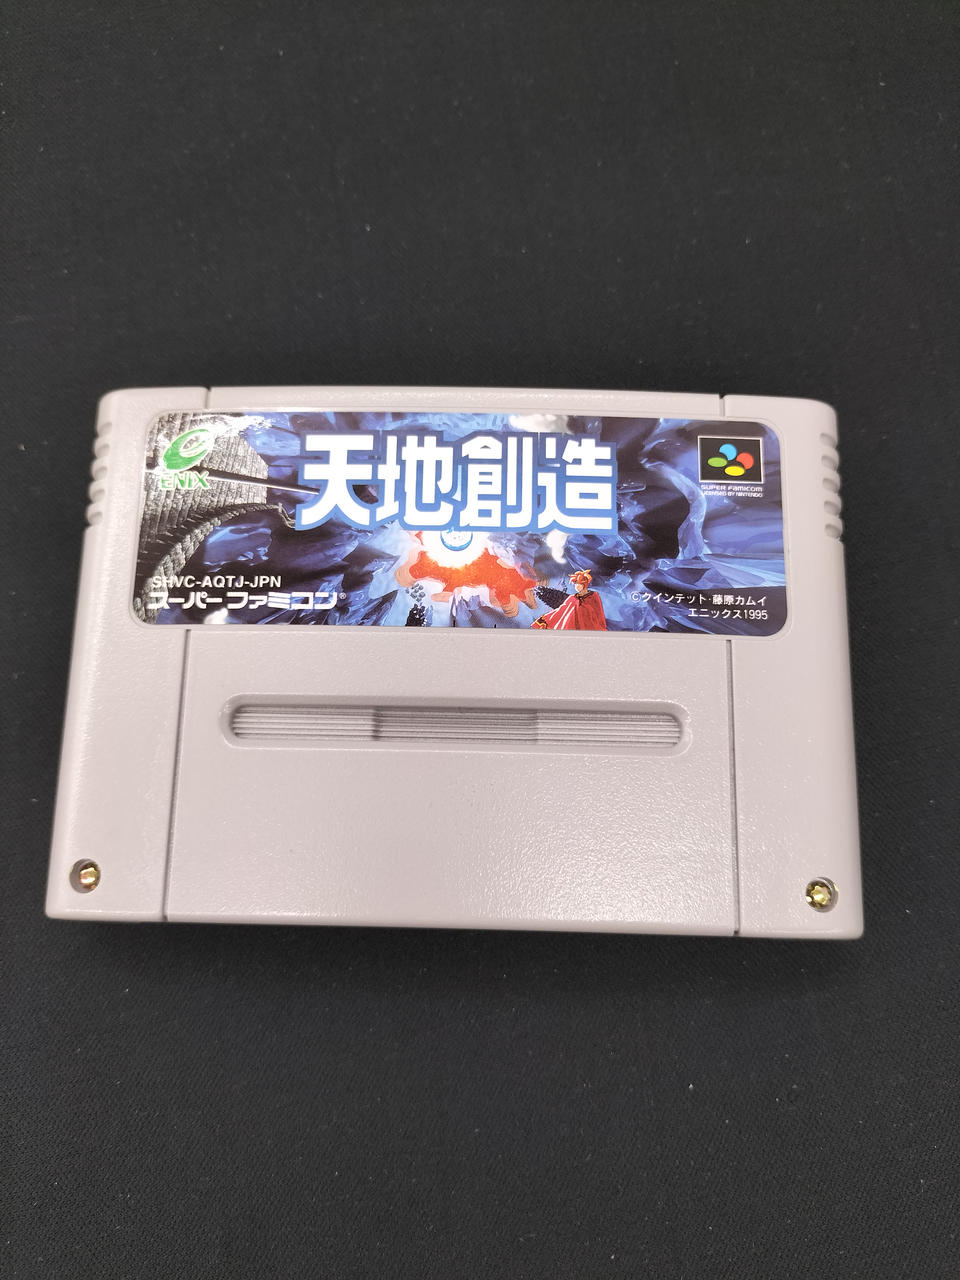 ENIX
天地創造
SUPER FAMICOM
LICENSED BY NINTENDO
SHVC-AQTJ-JPN
スーパーファミコン®
©クインテット・藤原カムイ
エニックス1995